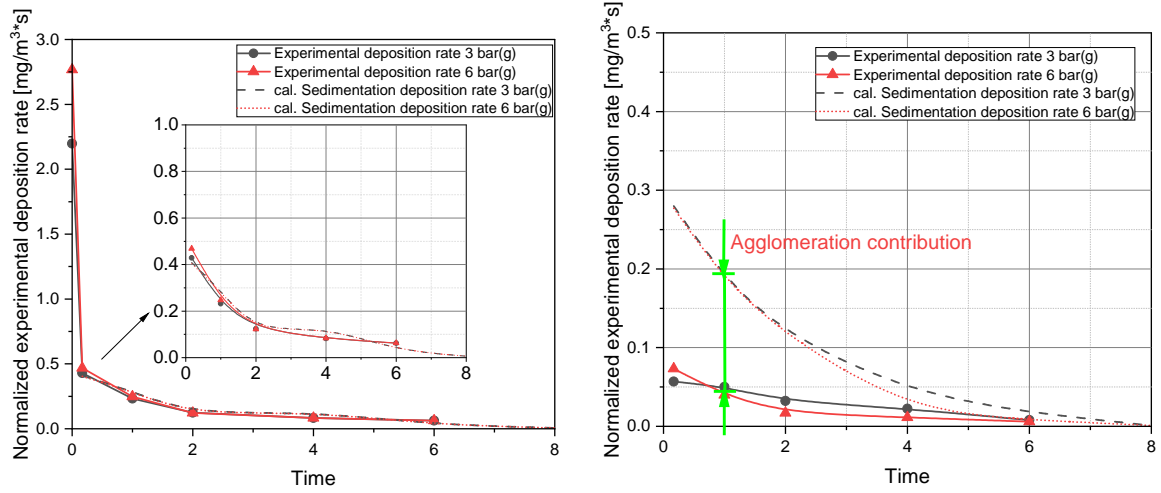 Normalized experimental deposition rate [mg/m³*s]
3.0
2.5
2.0
1.5
1.0
0.5
0.0
Experimental deposition rate 3 bar(g)
Experimental deposition rate 6 bar(g)
cal. Sedimentation deposition rate 3 bar(g)
cal. Sedimentation deposition rate 6 bar(g)
1.0
0.8
0.6
0.4
0.2
0.0
0 2 4 6 8
0 2 4 6 8
Time
Normalized experimental deposition rate [mg/m³*s]
0.5
0.4
0.3
0.2
0.1
0.0
Experimental deposition rate 3 bar(g)
Experimental deposition rate 6 bar(g)
cal. Sedimentation deposition rate 3 bar(g)
cal. Sedimentation deposition rate 6 bar(g)
Agglomeration contribution
0 2 4 6 8
Time